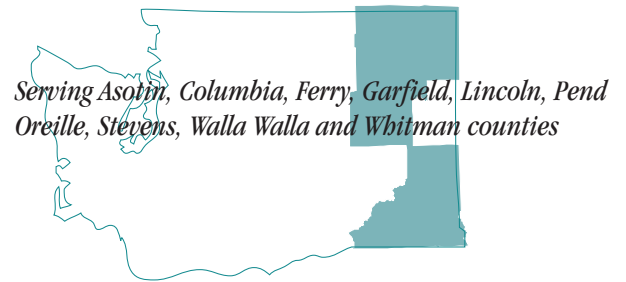 Serving Asotin, Columbia, Ferry, Garfield, Lincoln, Pend
Oreille, Stevens, Walla Walla and Whitman counties